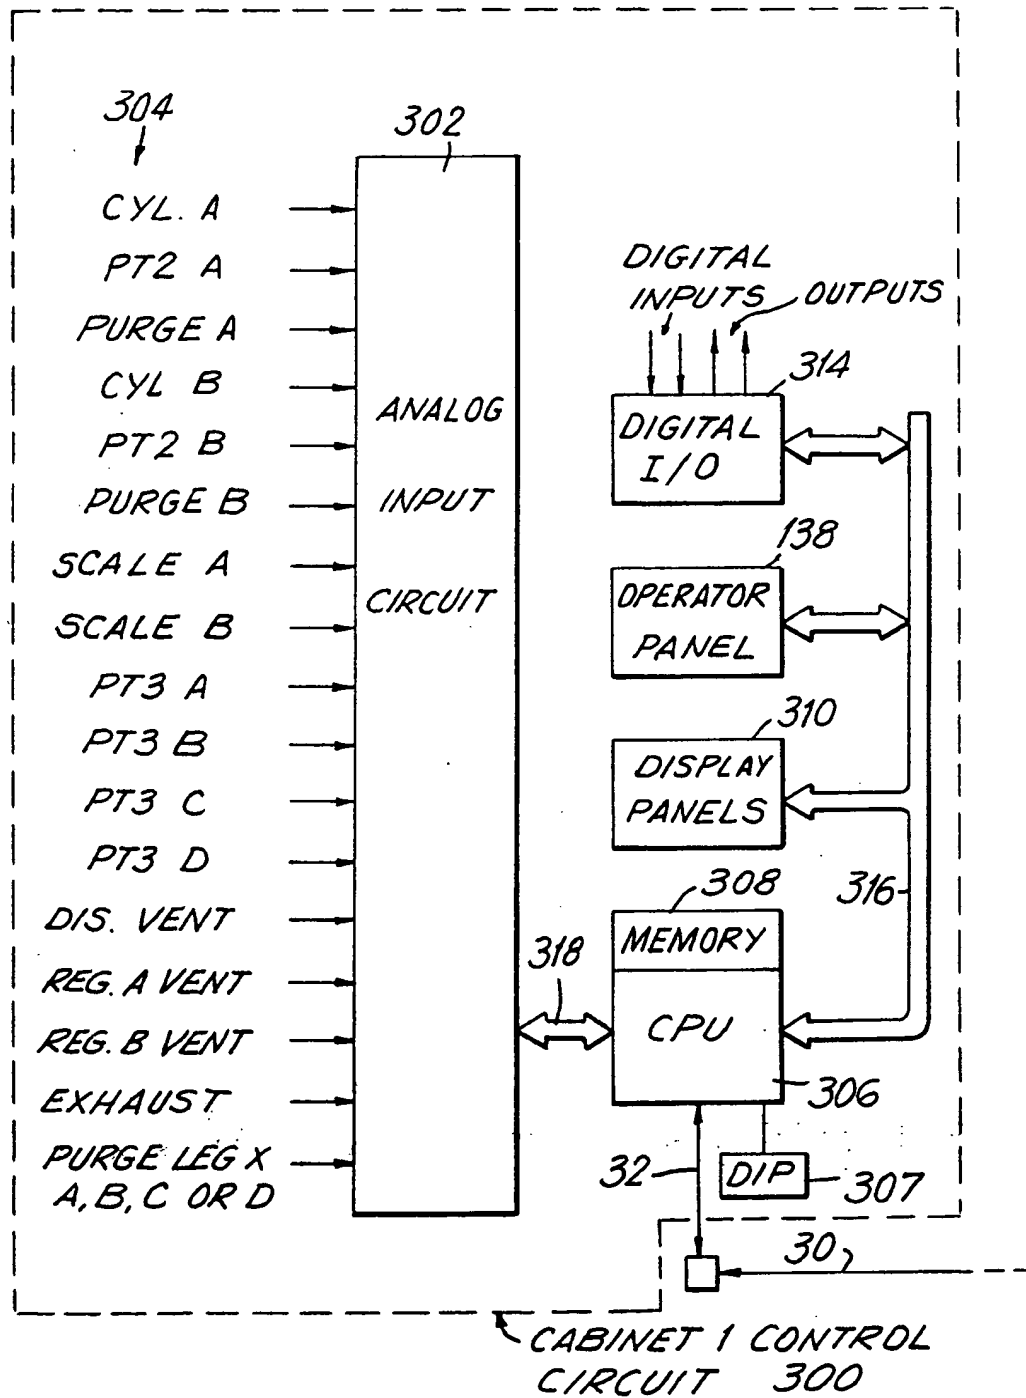 304
302
CYL. A
PT2 A
PURGE A
CYL B
PT2 B
PURGE B
SCALE A
SCALE B
PT3 A
PT3 B
PT3 C
PT3 D
DIS. VENT
REG. A VENT
REG. B VENT
EXHAUST
PURGE LEG X
A, B, C OR D
ANALOG
INPUT
CIRCUIT
DIGITAL
INPUTS OUTPUTS
314
DIGITAL
I/O
138
OPERATOR
PANEL
310
DISPLAY
PANELS
316
308
MEMORY
318
CPU
306
32
DIP
307
30
CABINET 1 CONTROL
CIRCUIT 300